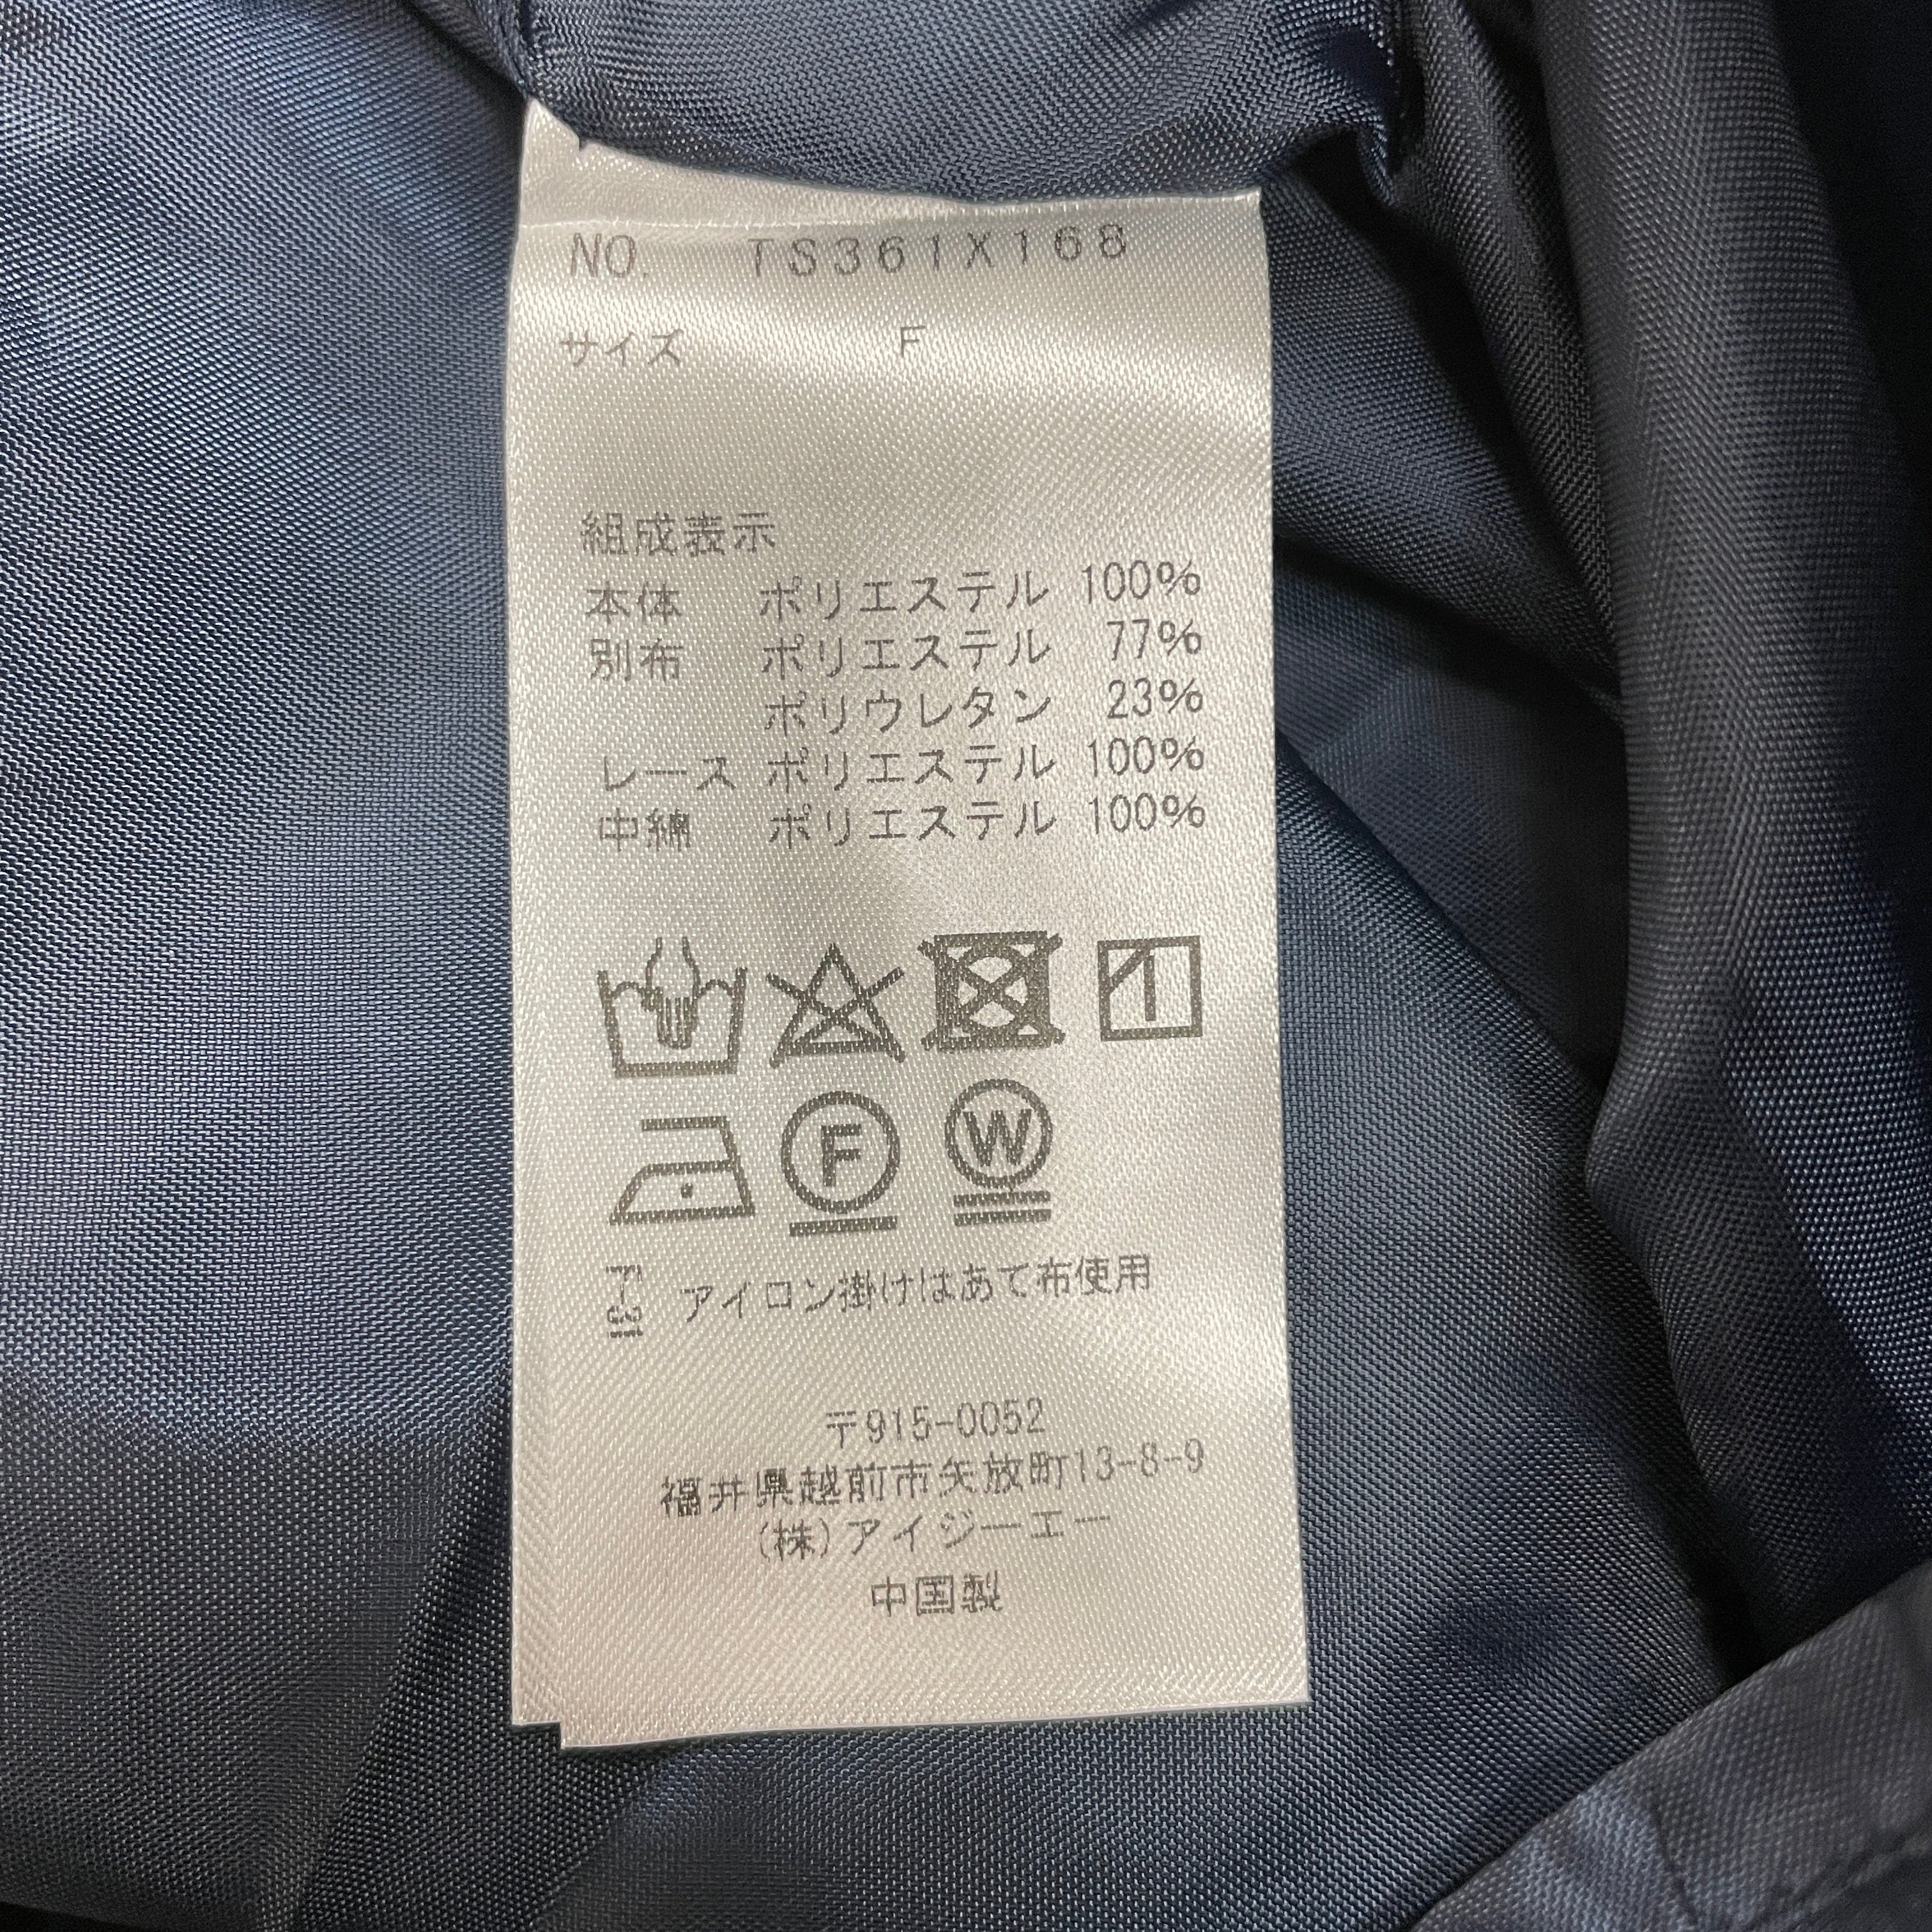 NO. TS361X168
サイズ F
組成表示
本体 ポリエステル 100%
別布 ポリエステル 77%
ポリウレタン 23%
レース ポリエステル 100%
中綿 ポリエステル 100%
F
W
F-31 アイロン掛けはあて布使用
〒915-0052
福井県越前市矢放町13-8-9
(株)アイジーエー
中国製